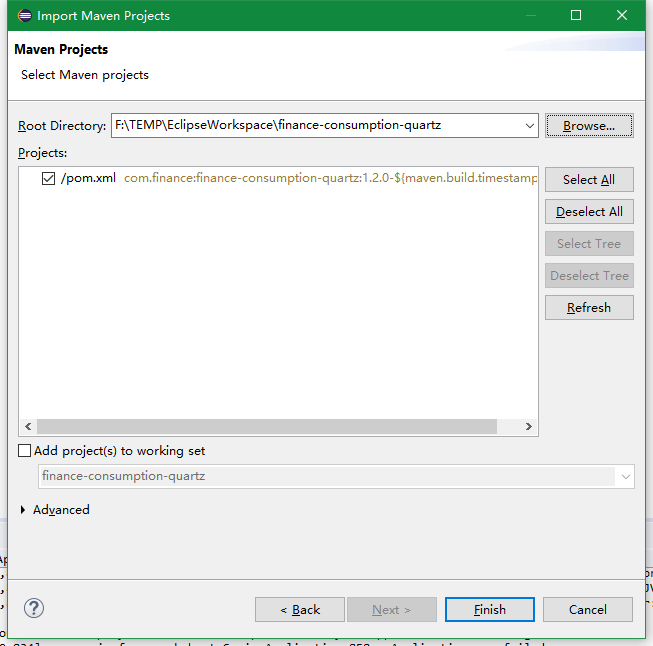 Import Maven Projects
Maven Projects
Select Maven projects
Root Directory: F:\TEMP\EclipseWorkspace\finance-consumption-quartz Browse...
Projects:
/pom.xml com.finance:finance-consumption-quartz:1.2.0-${maven.build.timestamp
Select All
Deselect All
Select Tree
Deselect Tree
Refresh
Add project(s) to working set
finance-consumption-quartz
Advanced
< Back Next > Finish Cancel